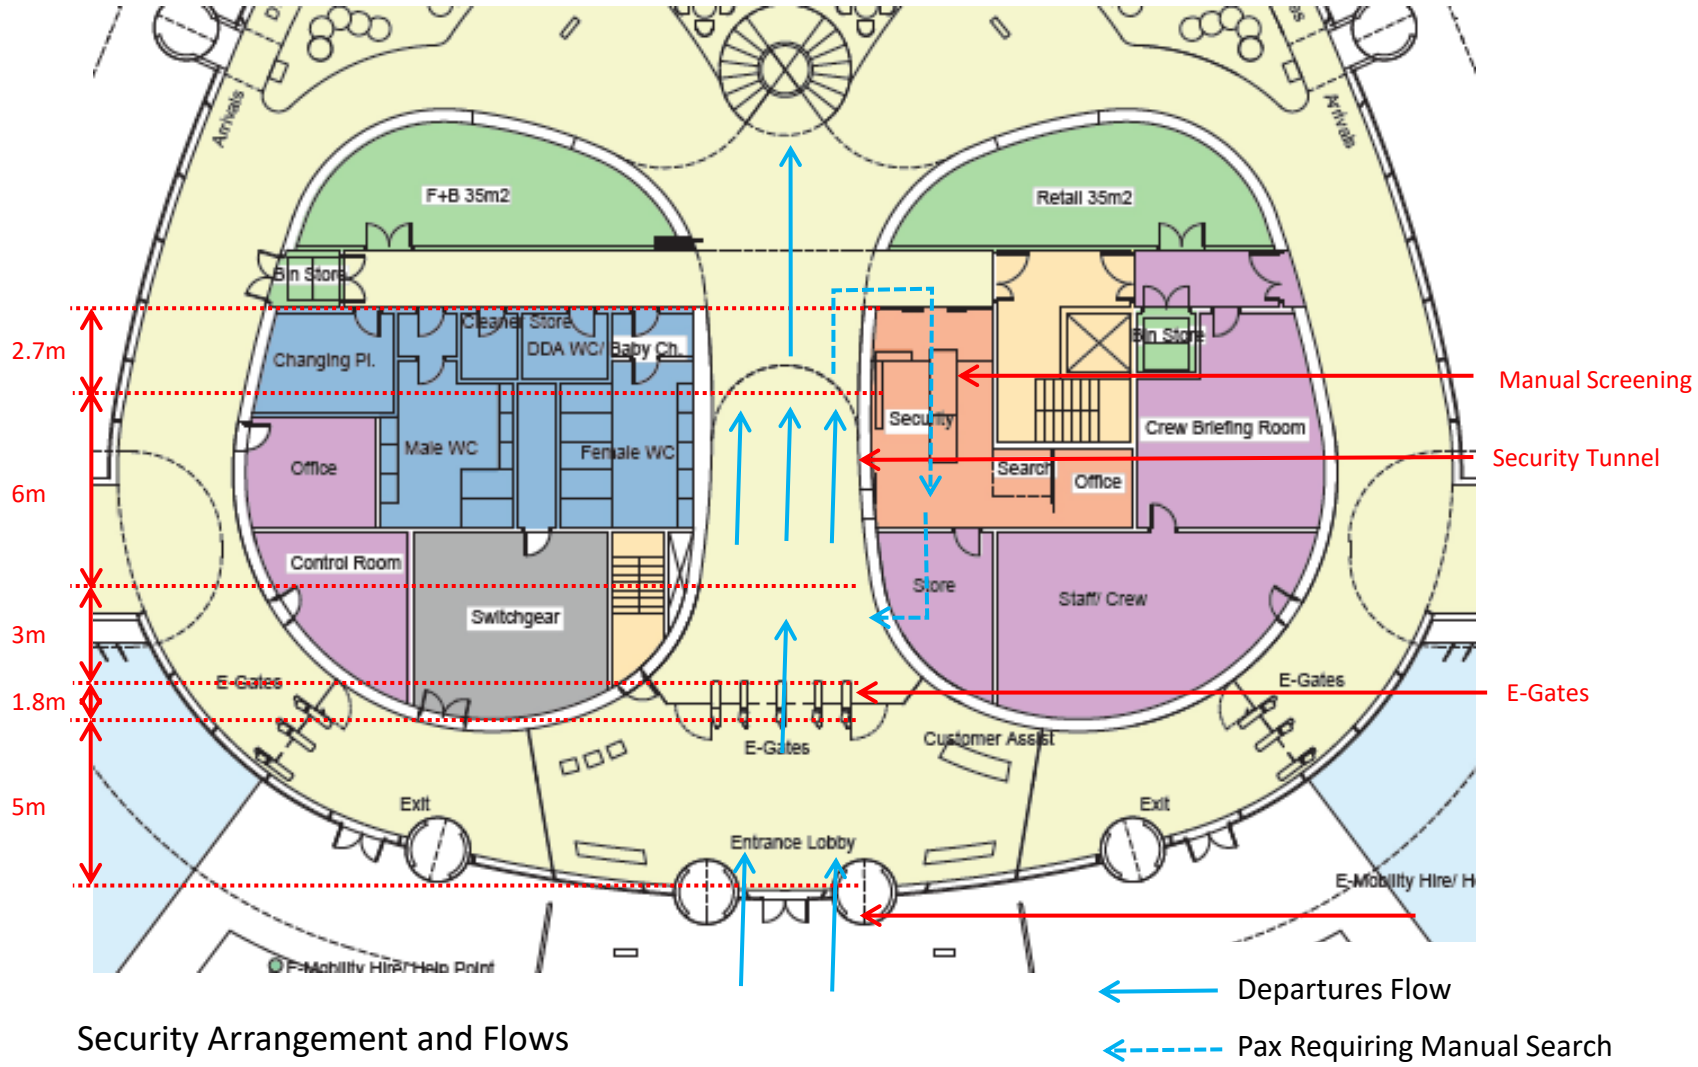 Arrivals
Arrivals
F+B 35m2
Retail 35m2
Bin Store
Cleaner Store
DDA WC/ Baby Ch.
Bin Store
2.7m
Changing Pl.
Manual Screening
Security
Crew Briefing Room
Male WC
Female WC
Security Tunnel
Office
Search
Office
6m
Control Room
Store
Staff/ Crew
Switchgear
3m
E-Gates
E-Gates
E-Gates
1.8m
E-Gates
Customer Assist
5m
Exit
Exit
Entrance Lobby
E-Mobility Hire/ H
E-Mobility Hire/ Help Point
Departures Flow
Security Arrangement and Flows
Pax Requiring Manual Search